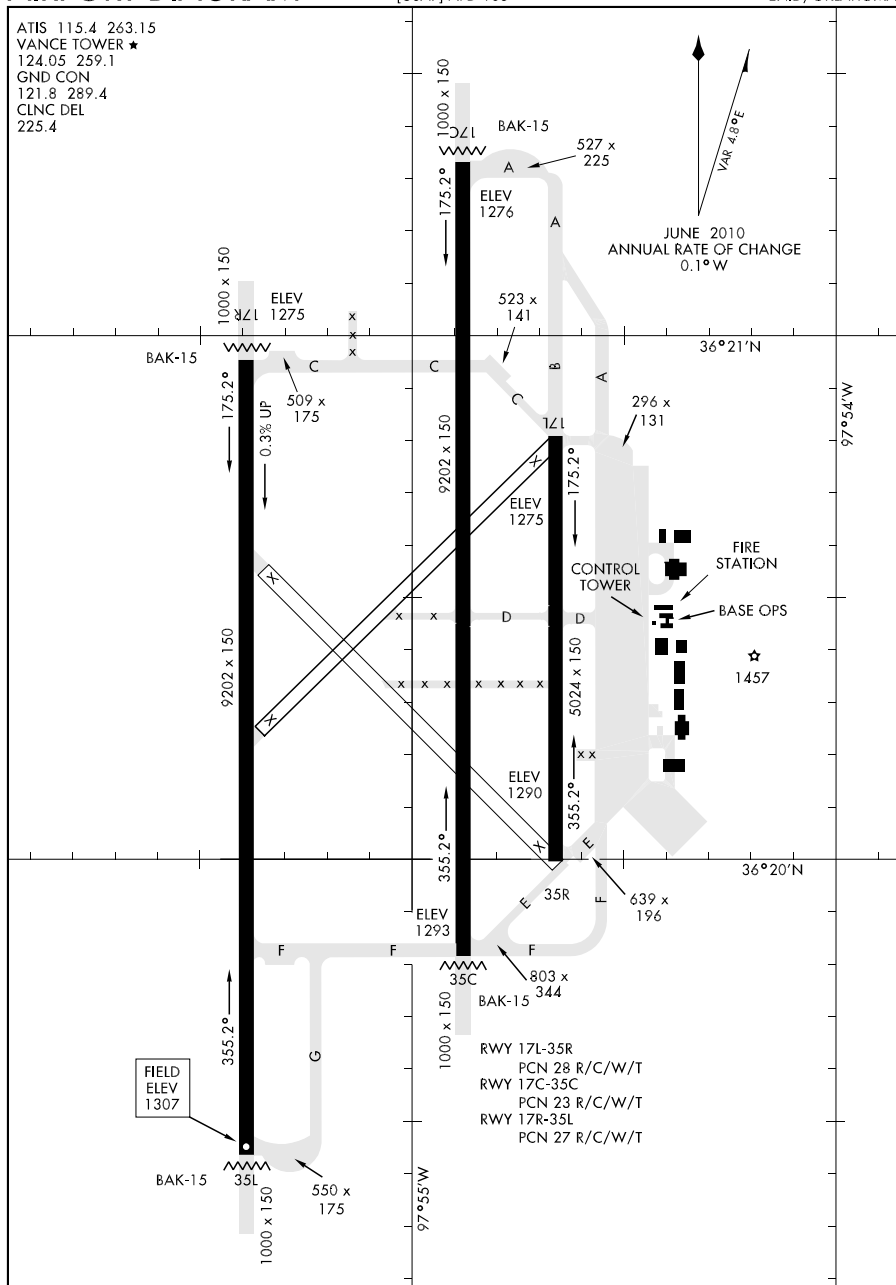 ATIS 115.4 263.15
VANCE TOWER ★
124.05 259.1
GND CON
121.8 289.4
CLNC DEL
225.4
1000 x 150
17C
BAK-15
A
527 x
225
175.2°
ELEV
1276
A
VAR 4.8°E
JUNE 2010
ANNUAL RATE OF CHANGE
0.1° W
1000 x 150
17R
ELEV
1275
x
x
x
523 x
141
36°21'N
BAK-15
C
C
B
A
509 x
175
C
175.2°
0.3% UP
296 x
131
97°54'W
17L
9202 x 150
X
175.2°
ELEV
1275
FIRE
STATION
CONTROL
TOWER
BASE OPS
X
x x
D
D
1457
9202 x 150
x x x x x x x
5024 x 150
X
x x
ELEV
1290
355.2°
355.2°
X
E
36°20'N
35R
E
F
639 x
196
ELEV
1293
F
F
F
35C
803 x
344
BAK-15
355.2°
1000 x 150
G
RWY 17L-35R
PCN 28 R/C/W/T
RWY 17C-35C
PCN 23 R/C/W/T
RWY 17R-35L
PCN 27 R/C/W/T
FIELD
ELEV
1307
BAK-15
35L
550 x
175
97°55'W
1000 x 150